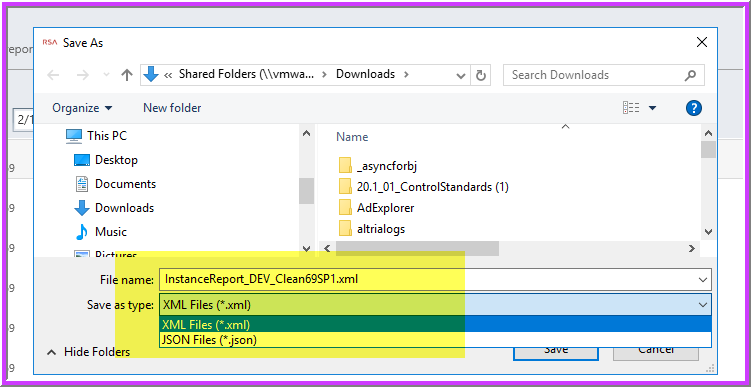 RSA Save As
Shared Folders (\\vmwa... > Downloads >
Search Downloads
Organize
New folder
?
2/1
This PC
Desktop
Documents
Downloads
Music
Pictures
Name
_asyncforbj
20.1_01_ControlStandards (1)
AdExplorer
altrialogs
File name: InstanceReport_DEV_Clean69SP1.xml
Save as type: XML Files (*.xml)
XML Files (*.xml)
JSON Files (*.json)
Hide Folders
Save
Cancel